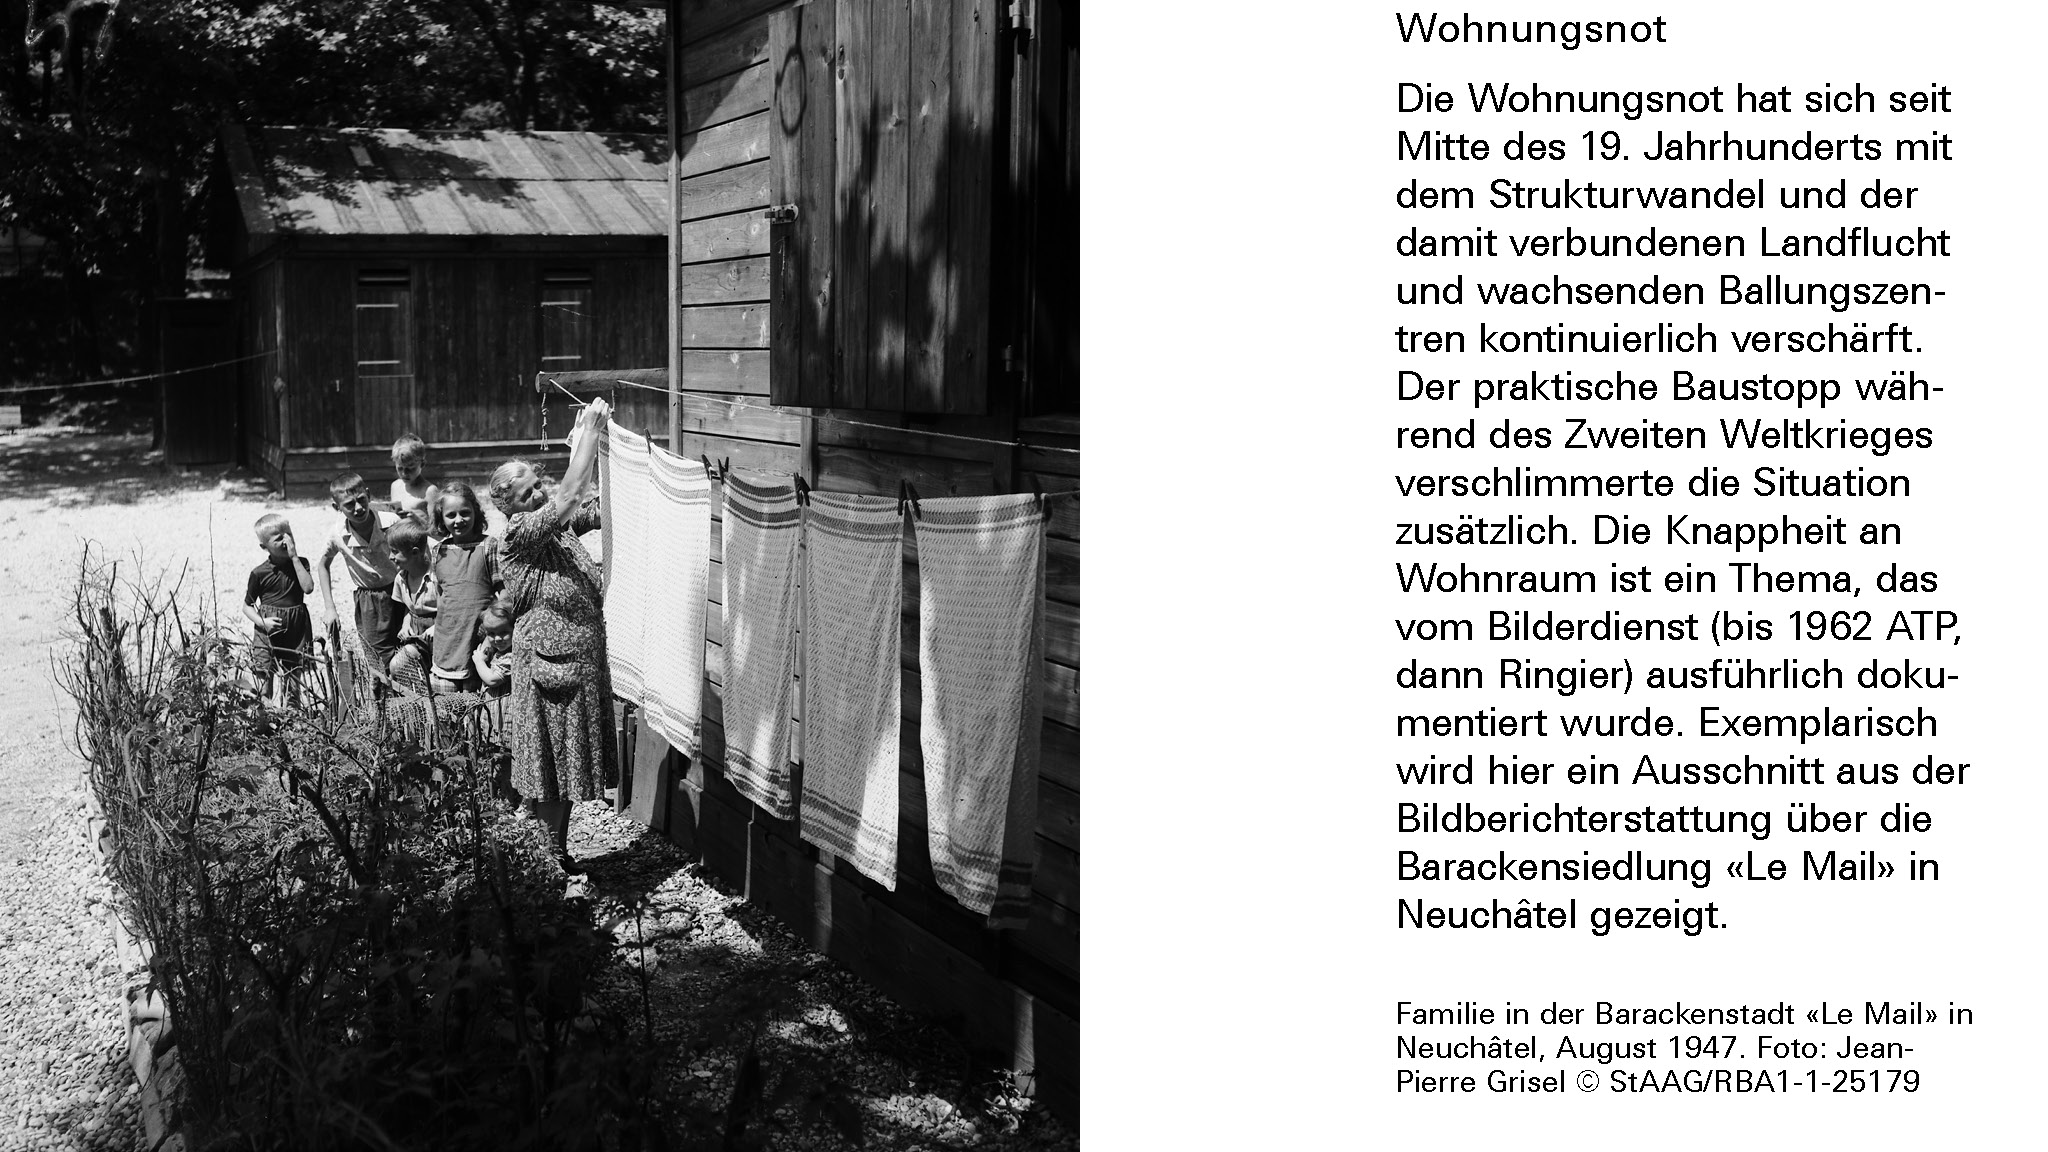 Wohnungsnot
Die Wohnungsnot hat sich seit
Mitte des 19. Jahrhunderts mit
dem Strukturwandel und der
damit verbundenen Landflucht
und wachsenden Ballungszen-
tren kontinuierlich verschärft.
Der praktische Baustopp wäh-
rend des Zweiten Weltkrieges
verschlimmerte die Situation
zusätzlich. Die Knappheit an
Wohnraum ist ein Thema, das
vom Bilderdienst (bis 1962 ATP,
dann Ringier) ausführlich doku-
mentiert wurde. Exemplarisch
wird hier ein Ausschnitt aus der
Bildberichterstattung über die
Barackensiedlung «Le Mail» in
Neuchâtel gezeigt.
Familie in der Barackenstadt «Le Mail» in
Neuchâtel, August 1947. Foto: Jean-
Pierre Grisel © StAAG/RBA1-1-25179